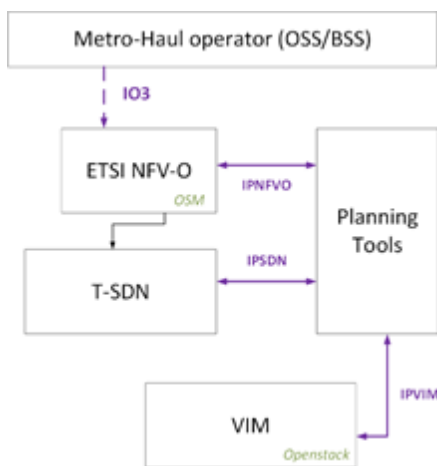 Metro-Haul operator (OSS/BSS)
IO3
ETSI NFV-O
OSM
IPNFVO
Planning
Tools
T-SDN
IPSDN
IPVIM
VIM
Openstack